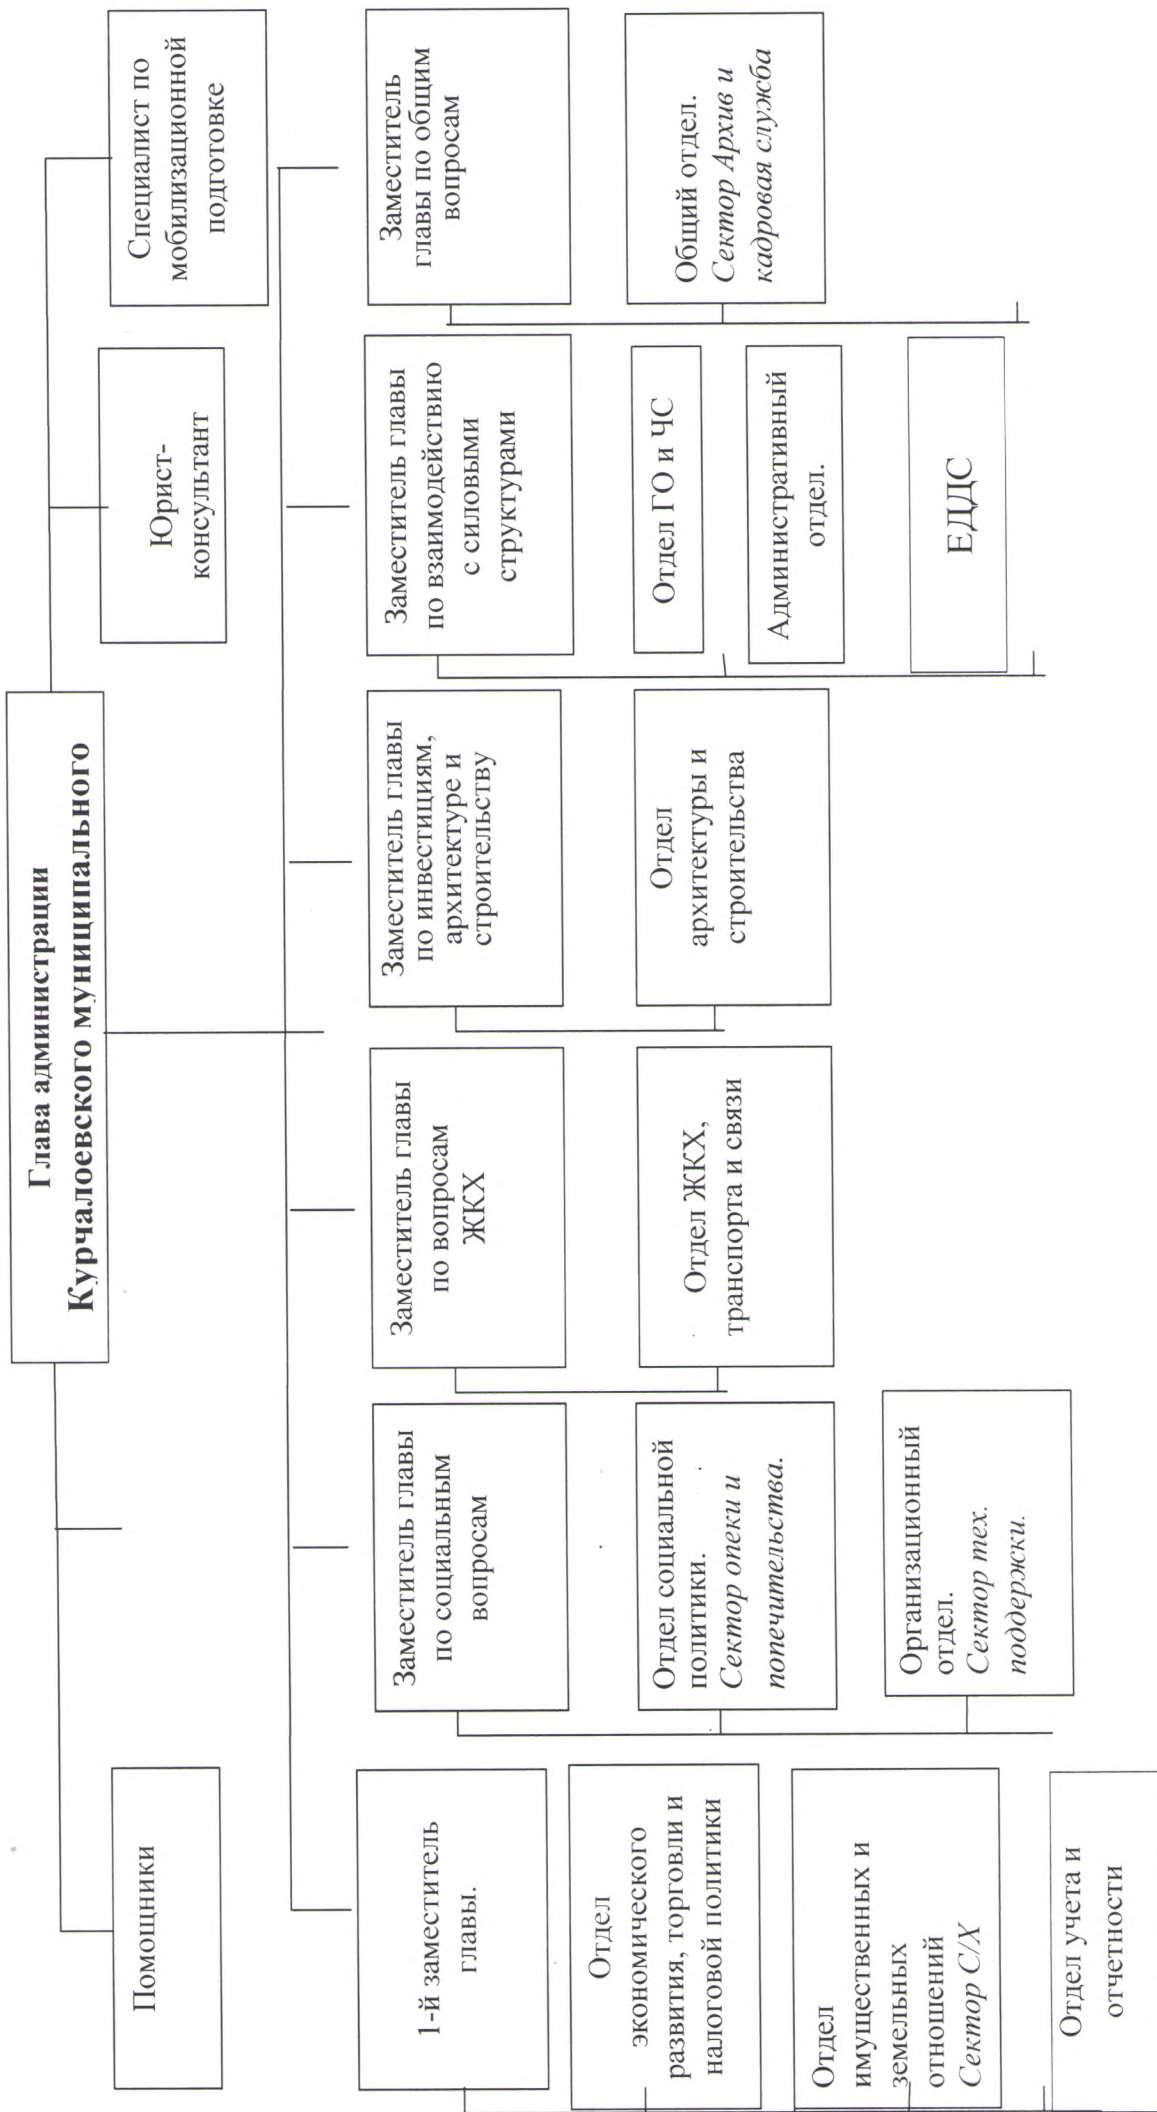 Глава администрации
Курчалоевского муниципального
Помощники
Юрист-
консультант
Специалист по
мобилизационной
подготовке
1-й заместитель
главы.
Отдел
экономического
развития, торговли и
налоговой политики
Отдел
имущественных и
земельных
отношений
Сектор С/Х
Отдел учета и
отчетности
Заместитель главы
по социальным
вопросам
Отдел социальной
политики.
Сектор опеки и
попечительства.
Организационный
отдел.
Сектор тех.
поддержки.
Заместитель главы
по вопросам
ЖКХ
Отдел ЖКХ,
транспорта и связи
Заместитель главы
по инвестициям,
архитектуре и
строительству
Отдел
архитектуры и
строительства
Заместитель главы
по взаимодействию
с силовыми
структурами
Отдел ГО и ЧС
Административный
отдел.
ЕДДС
Заместитель
главы по общим
вопросам
Общий отдел.
Сектор Архив и
кадровая служба